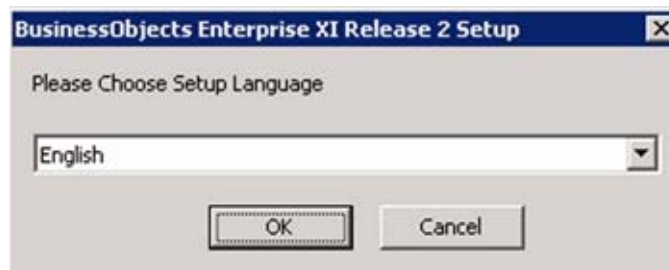 BusinessObjects Enterprise XI Release 2 Setup
Please Choose Setup Language
English
OK Cancel